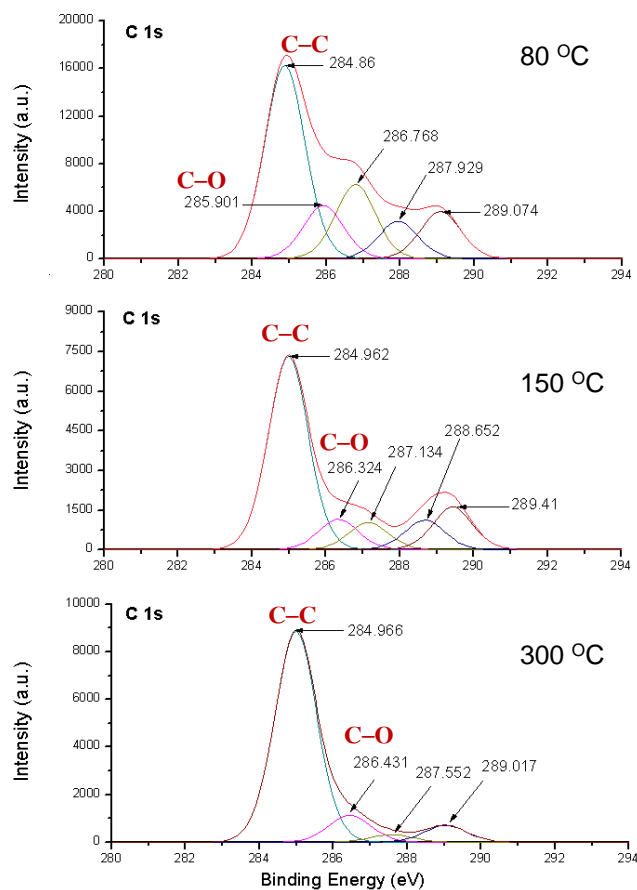 C 1s
C–C
80 °C
284.86
286.768
287.929
C–O
285.901
289.074
Intensity (a.u.)
20000
16000
12000
8000
4000
0
280 282 284 286 288 290 292 294
C 1s
C–C
284.962
150 °C
C–O
288.652
287.134
286.324
289.41
Intensity (a.u.)
9000
7500
6000
4500
3000
1500
0
280 282 284 286 288 290 292 294
C 1s
C–C
284.966
300 °C
C–O
286.431
287.552
289.017
Intensity (a.u.)
10000
8000
6000
4000
2000
0
280 282 284 286 288 290 292 294
Binding Energy (eV)